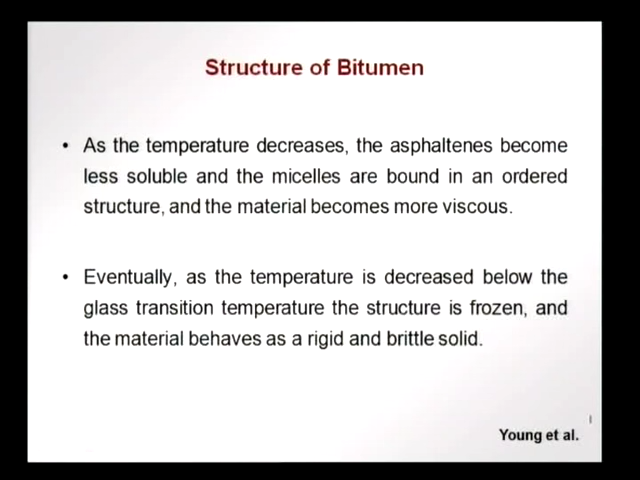 Structure of Bitumen
• As the temperature decreases, the asphaltenes become
less soluble and the micelles are bound in an ordered
structure, and the material becomes more viscous.
• Eventually, as the temperature is decreased below the
glass transition temperature the structure is frozen, and
the material behaves as a rigid and brittle solid.
Young et al.